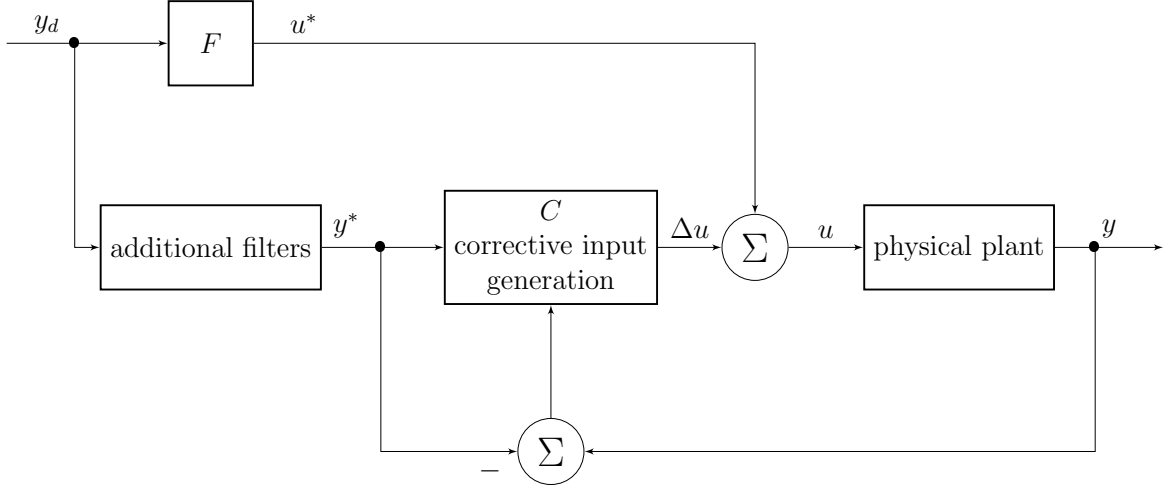 y_d
F
u*
additional filters
y*
C
corrective input
generation
Δu
Σ
u
physical plant
y
Σ
−